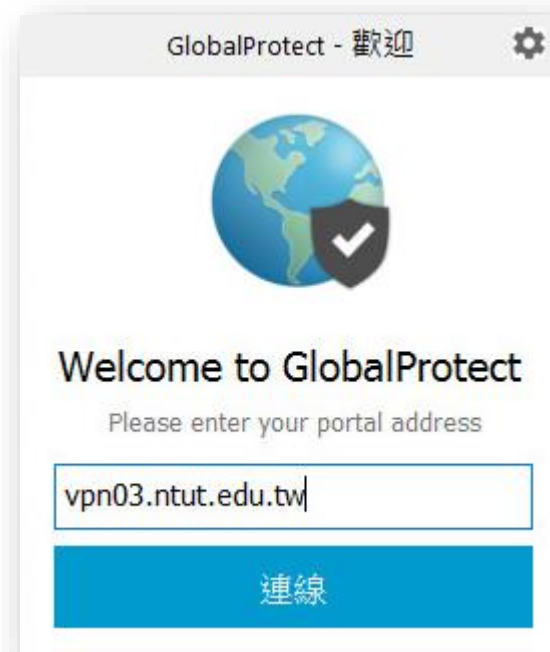 GlobalProtect - 歡迎
Welcome to GlobalProtect
Please enter your portal address
vpn03.ntut.edu.tw
連線